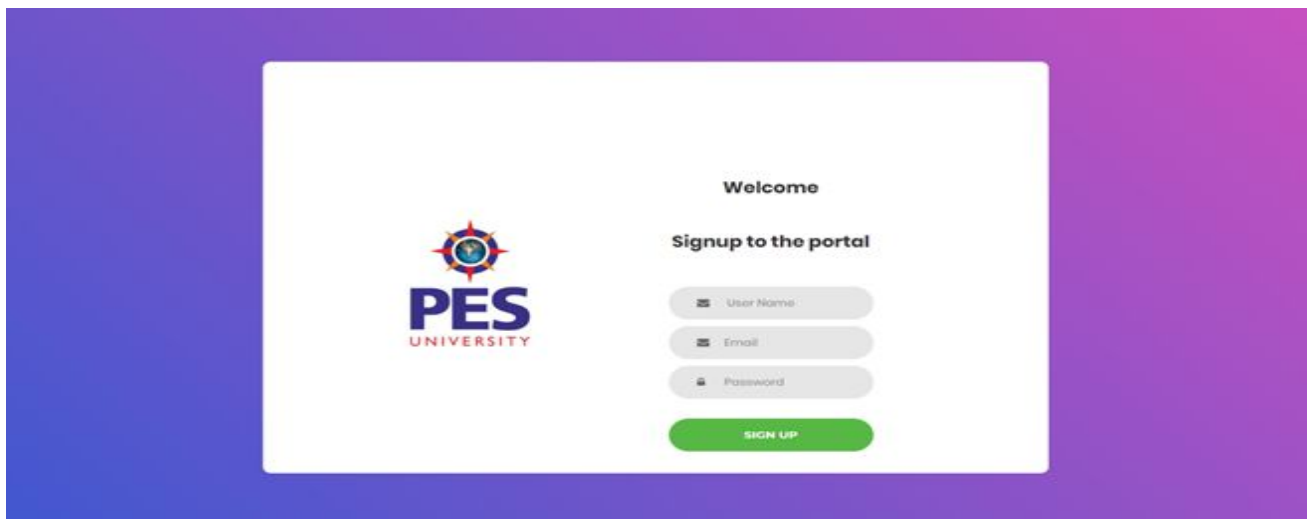 Welcome
Signup to the portal
PES
UNIVERSITY
User Name
Email
Password
SIGN UP